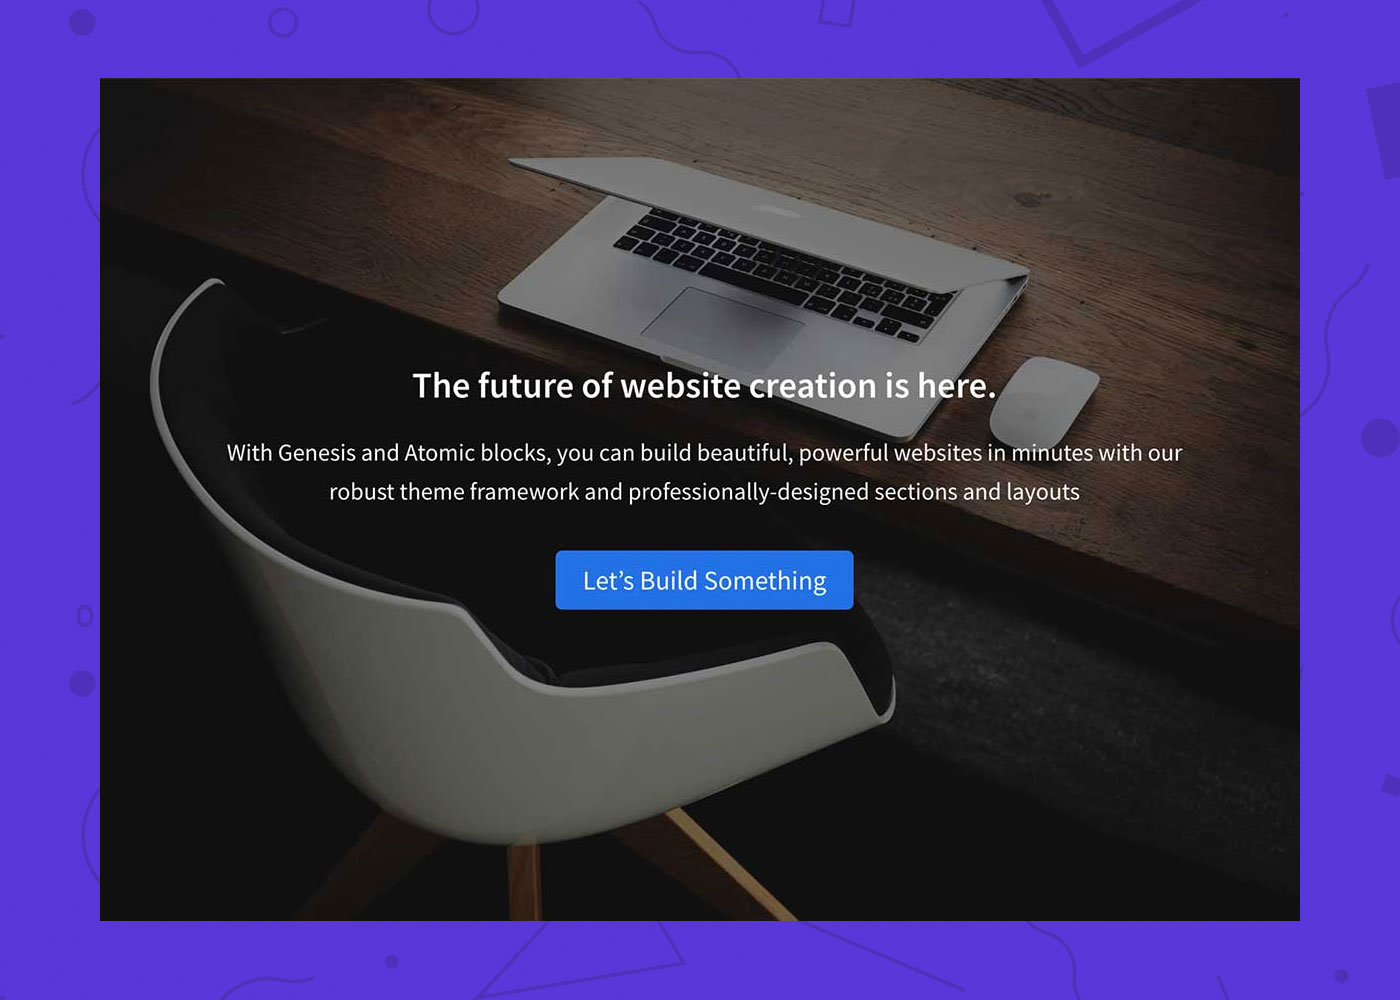 The future of website creation is here.
With Genesis and Atomic blocks, you can build beautiful, powerful websites in minutes with our
robust theme framework and professionally-designed sections and layouts
Let’s Build Something